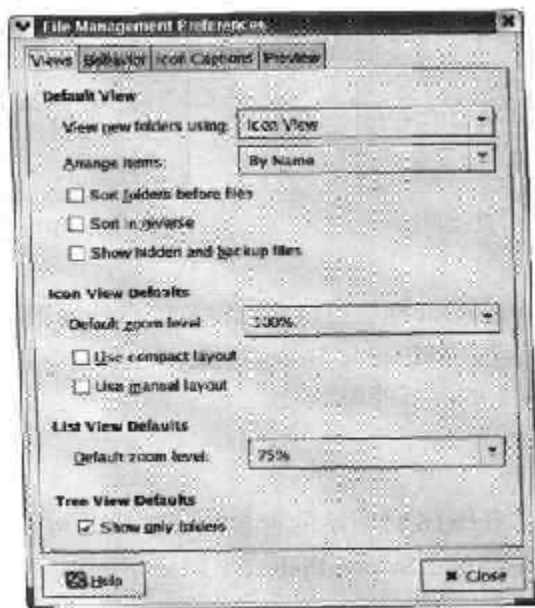 File Management Preferences
Views Behavior Icon Captions Preview
Default View
View new folders using: Icon View
Arrange items: By Name
Sort folders before files
Sort in reverse
Show hidden and backup files
Icon View Defaults
Default zoom level: 100%
Use compact layout
Use manual layout
List View Defaults
Default zoom level: 75%
Tree View Defaults
Show only folders
Help
Close